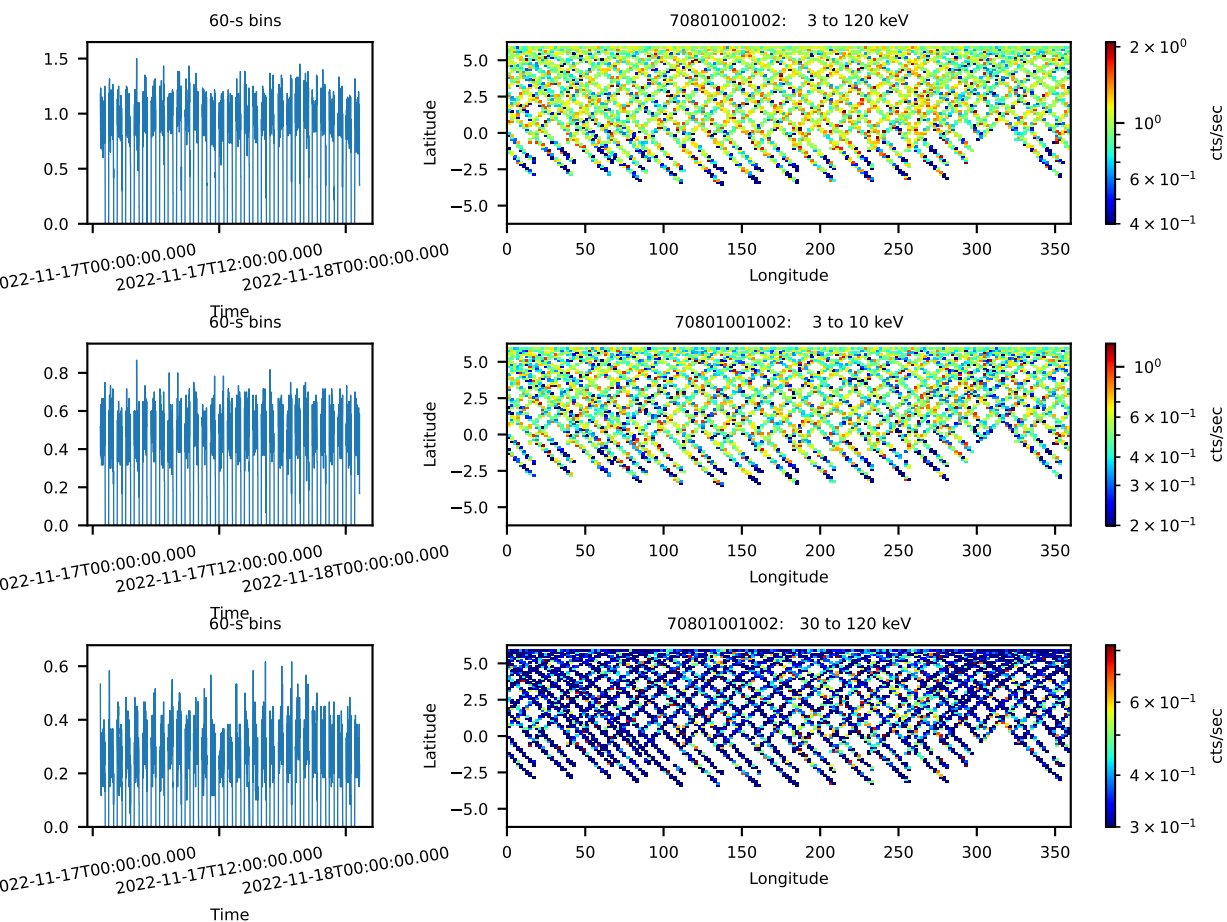 60-s bins
70801001002:    3 to 120 keV
1.5
1.0
0.5
0.0
022-11-17T00:00:00.000
2022-11-17T12:00:00.000
2022-11-18T00:00:00.000
Time
Latitude
5.0
2.5
0.0
−2.5
−5.0
0 50 100 150 200 250 300 350
Longitude
2 × 10⁰
10⁰
6 × 10⁻¹
4 × 10⁻¹
cts/sec
60-s bins
70801001002:    3 to 10 keV
0.8
0.6
0.4
0.2
0.0
022-11-17T00:00:00.000
2022-11-17T12:00:00.000
2022-11-18T00:00:00.000
Time
Latitude
5.0
2.5
0.0
−2.5
−5.0
0 50 100 150 200 250 300 350
Longitude
10⁰
6 × 10⁻¹
4 × 10⁻¹
3 × 10⁻¹
2 × 10⁻¹
cts/sec
60-s bins
70801001002:   30 to 120 keV
0.6
0.4
0.2
0.0
022-11-17T00:00:00.000
2022-11-17T12:00:00.000
2022-11-18T00:00:00.000
Time
Latitude
5.0
2.5
0.0
−2.5
−5.0
0 50 100 150 200 250 300 350
Longitude
6 × 10⁻¹
4 × 10⁻¹
3 × 10⁻¹
cts/sec